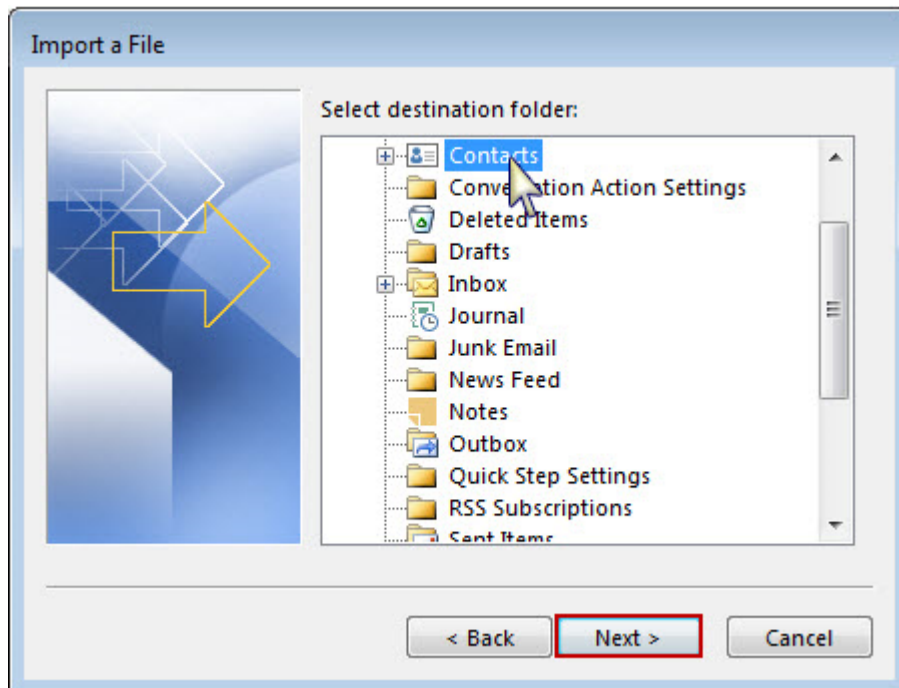 Import a File
Select destination folder:
Contacts
Conversation Action Settings
Deleted Items
Drafts
Inbox
Journal
Junk Email
News Feed
Notes
Outbox
Quick Step Settings
RSS Subscriptions
Sent Items
< Back Next > Cancel